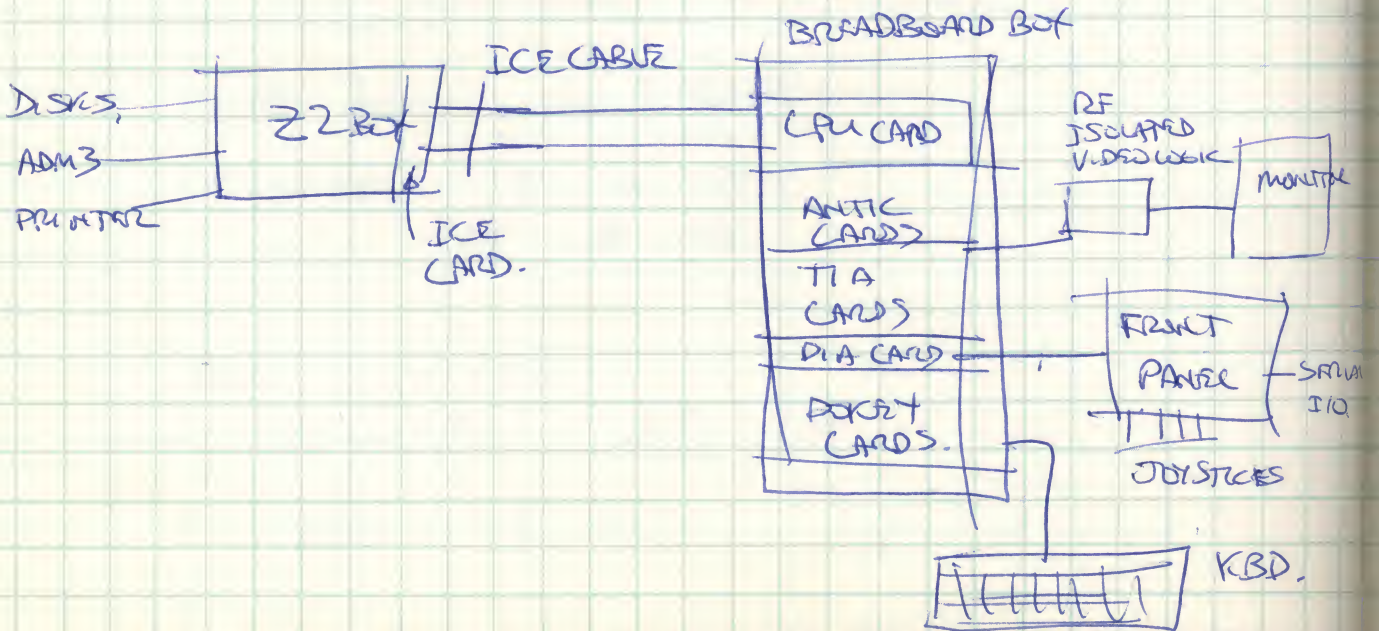 BREADBOARD BOX
ICE CABLE
DISKS,
ADM3
PRINTER
Z2 BOX
ICE
CARD.
CPU CARD
ANTIC
CARDS
TIA
CARDS
PIA CARD
POKEY
CARDS.
RF
ISOLATED
VIDEO LOGIC
MONITOR
FRONT
PANEL
SERIAL
I/O.
JOYSTICKS
KBD.